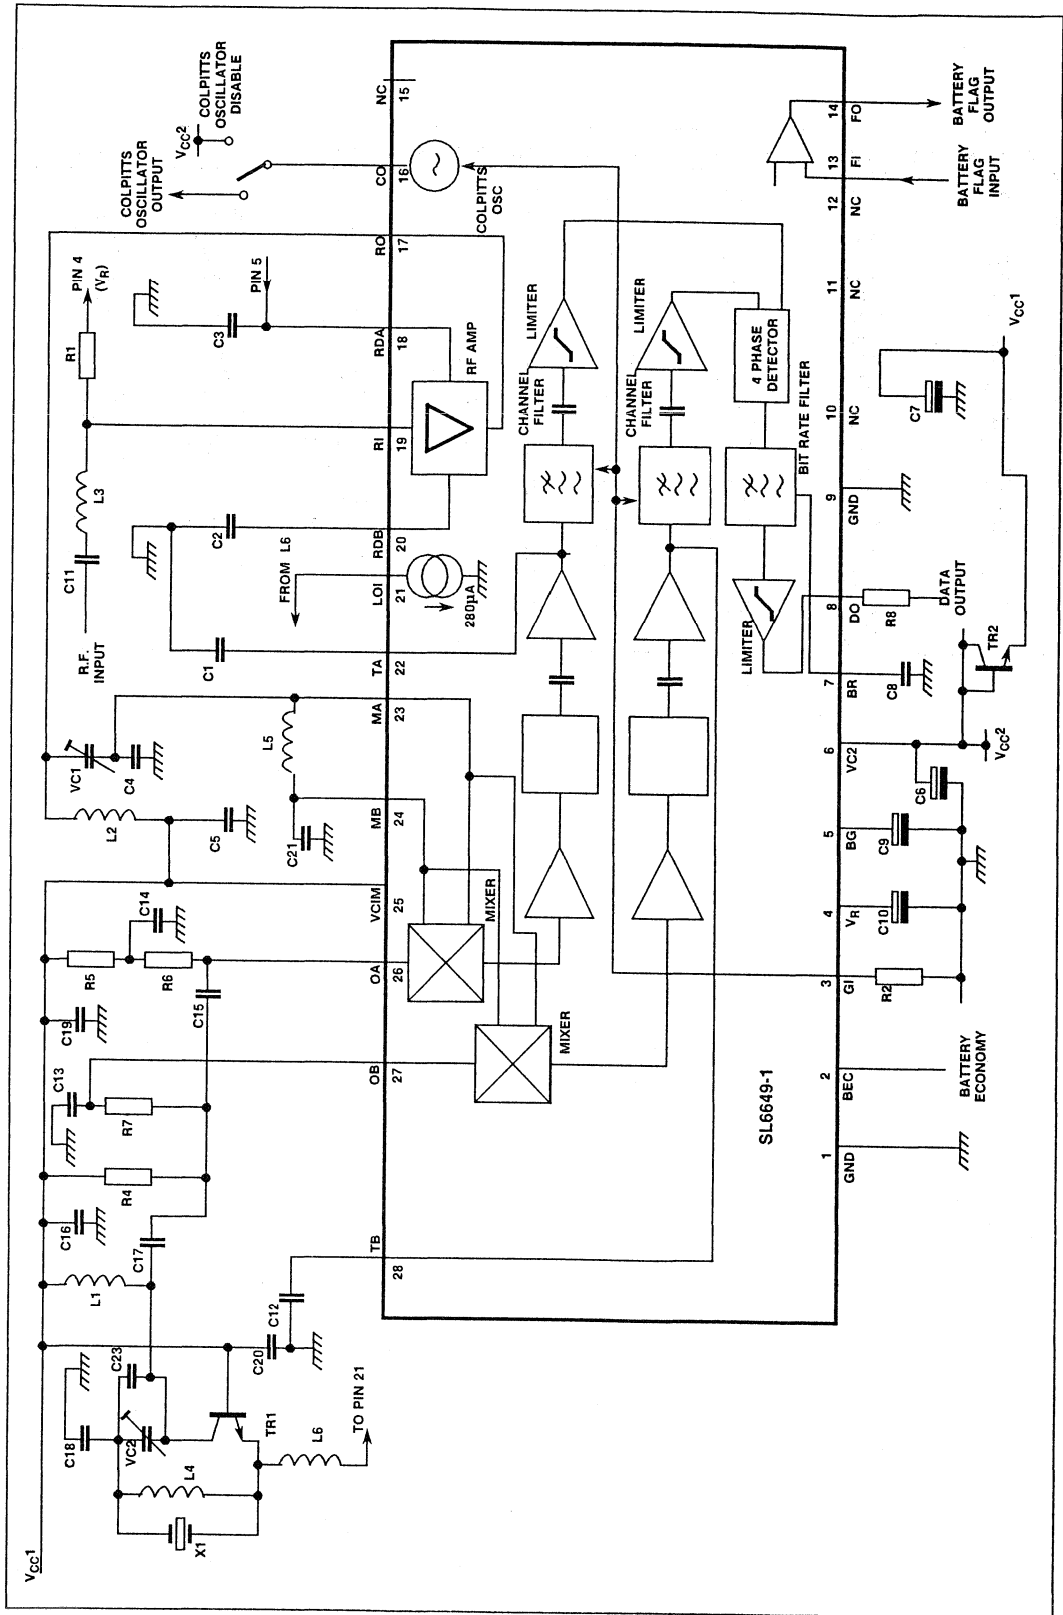 VCC1
C18
VC2
C23
X1
L4
TR1
L6
TO PIN 21
L1
C17
C16
R4
R7
C13
C19
R5
R6
C14
C15
C20
C12
L2
C5
VC1
C4
L5
C21
R.F.
INPUT
C11
L3
R1
PIN 4
(VR)
C1
C2
FROM L6
C3
PIN 5
COLPITTS
OSCILLATOR
OUTPUT
VCC2
COLPITTS
OSCILLATOR
DISABLE
TB
28
OB
27
OA
26
VCIM
25
MB
24
MA
23
TA
22
LOI
21
RDB
20
RI
19
RDA
18
RO
17
CO
16
NC
15
MIXER
MIXER
280µA
RF AMP
COLPITTS
OSC
CHANNEL
FILTER
LIMITER
CHANNEL
FILTER
LIMITER
4 PHASE
DETECTOR
BIT RATE FILTER
LIMITER
SL6649-1
1
GND
2
BEC
3
GI
4
VR
5
BG
6
VC2
7
BR
8
DO
9
GND
10
NC
11
NC
12
NC
13
FI
14
FO
BATTERY
ECONOMY
R2
C10
C9
C6
VCC2
C8
R8
DATA
OUTPUT
TR2
C7
VCC1
BATTERY
FLAG
INPUT
BATTERY
FLAG
OUTPUT